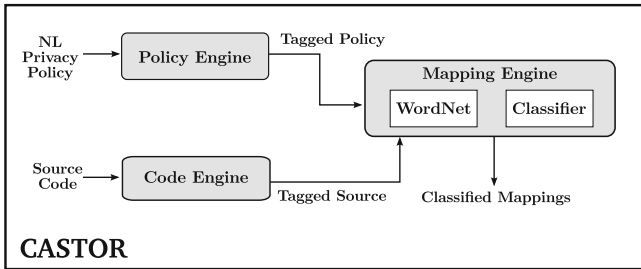 NL
Privacy
Policy
Policy Engine
Tagged Policy
Mapping Engine
WordNet
Classifier
Source
Code
Code Engine
Tagged Source
Classified Mappings
CASTOR